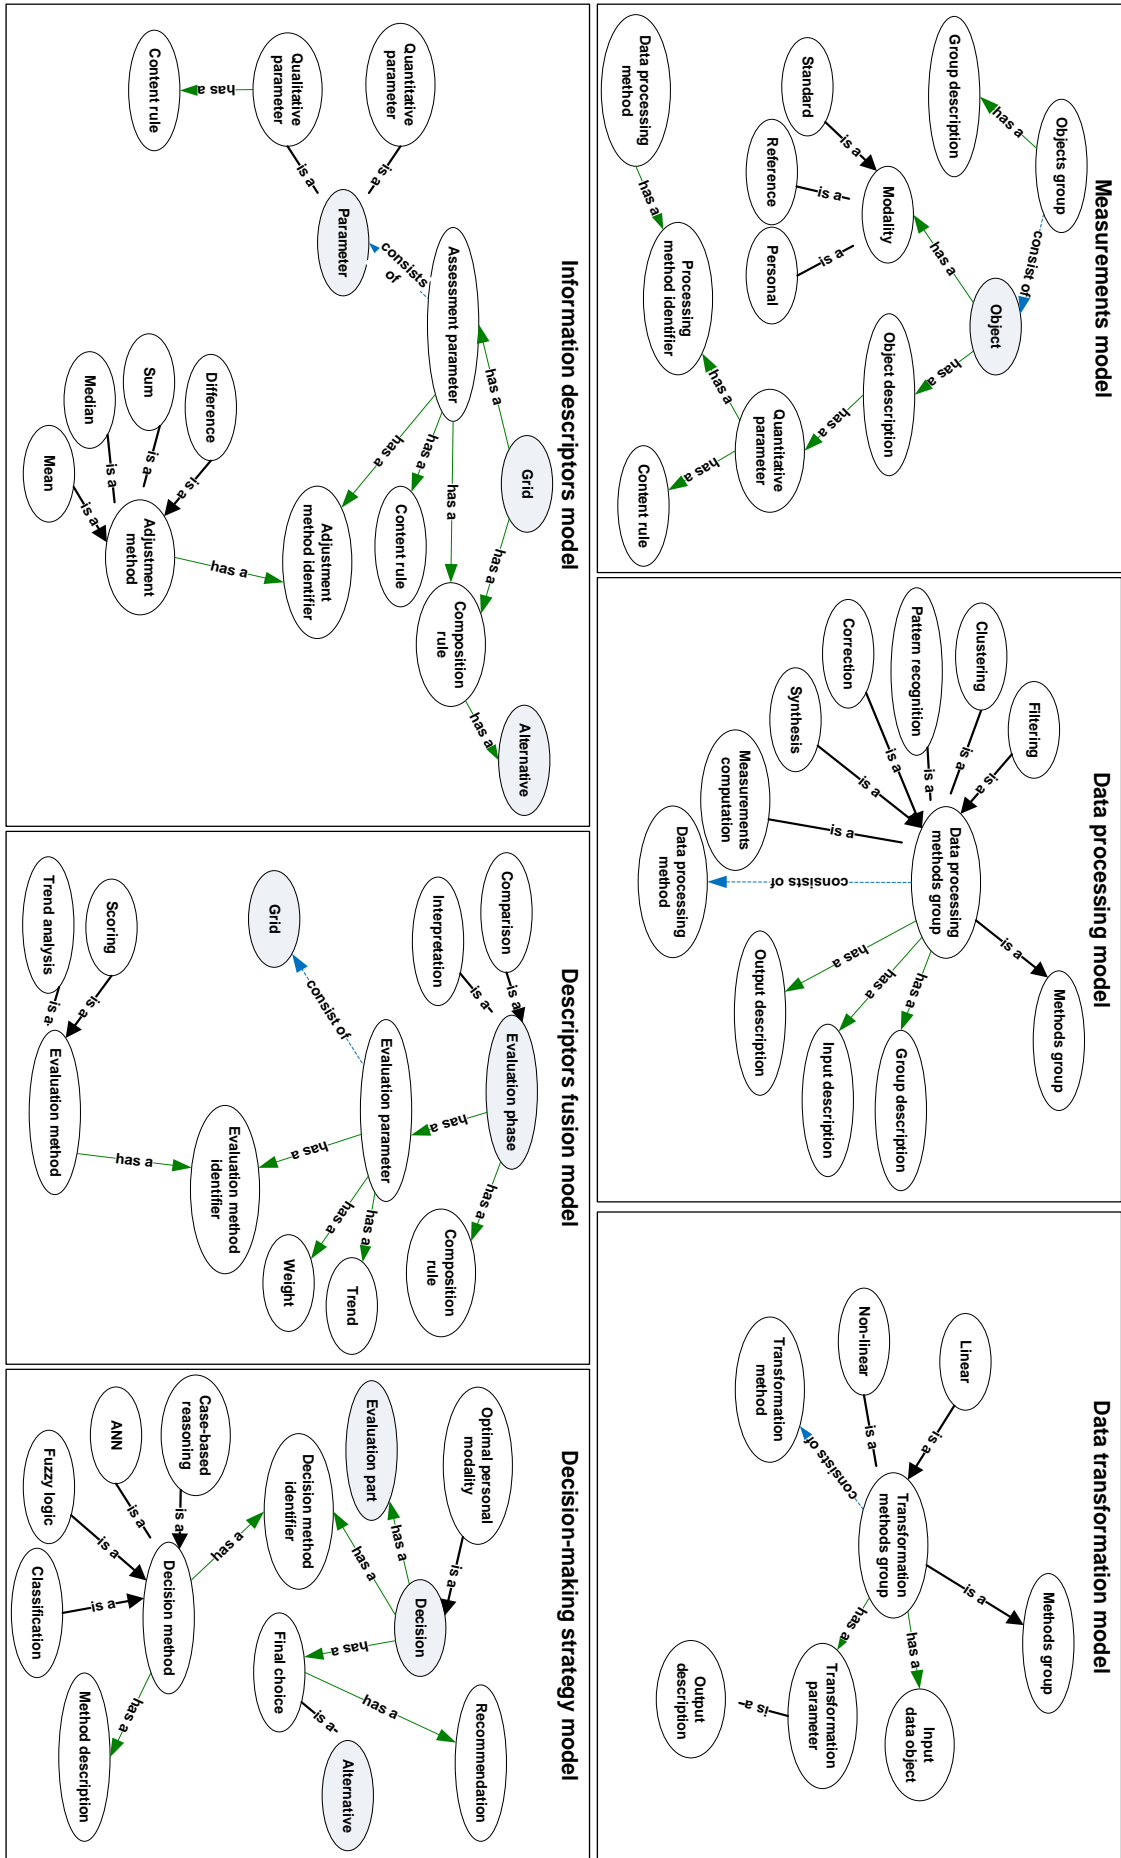 Measurements model
Objects group
Group description
has a
consist of
Standard
is a
Reference
is a
Personal
is a
Modality
has a
Object
has a
Object description
has a
Quantitative
parameter
has a
has a
Content rule
Data processing
method
has a
Processing
method identifier
Data processing model
Filtering
is a
Clustering
is a
Pattern recognition
is a
Correction
is a
Synthesis
is a
Measurements
computation
is a
Data processing
methods group
is a
Methods group
consists of
Data processing
method
has a
Group description
has a
Input description
has a
Output description
Data transformation model
Linear
is a
Non-linear
is a
Transformation
methods group
is a
Methods group
consists of
Transformation
method
has a
Input
data object
has a
Transformation
parameter
is a
Output
description
Information descriptors model
Quantitative
parameter
is a
Qualitative
parameter
is a
has a
Content rule
Parameter
consists
of
Assessment parameter
has a
Grid
has a
has a
has a
has a
Composition
rule
has a
Alternative
Content rule
Adjustment
method identifier
has a
Difference
is a
Sum
is a
Median
is a
Mean
is a
Adjustment
method
Descriptors fusion model
Comparison
is a
Interpretation
is a
Evaluation phase
has a
has a
Composition
rule
Evaluation parameter
consist of
Grid
has a
has a
has a
Trend
Weight
Evaluation method
identifier
has a
Scoring
is a
Trend analysis
is a
Evaluation method
Decision-making strategy model
Optimal personal
modality
is a
Decision
has a
Evaluation part
has a
Decision method
identifier
has a
Final choice
has a
Recommendation
is a
Alternative
has a
Case-based
reasoning
is a
ANN
is a
Fuzzy logic
is a
Classification
is a
Decision method
has a
Method description